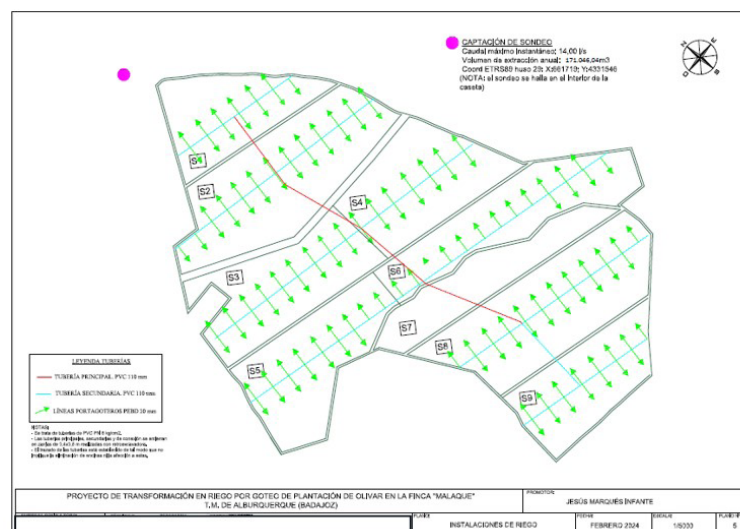 CAPTACIÓN DE SONDEO
Caudal máximo instantáneo: 14,00 l/s
Volumen de extracción anual: 171.046,04m3
Coord ETRS89 huso 29: X:661713; Y:4331546
(NOTA: el sondeo se halla en el interior de la
caseta)
N
E
S
O
S1
S2
S4
S3
S6
S7
S8
S5
S9
LEYENDA TUBERÍAS
TUBERÍA PRINCIPAL. PVC 110 mm
TUBERÍA SECUNDARIA. PVC 110 mm
LÍNEAS PORTAGOTEROS PEBD 20 mm
NOTAS:
PROYECTO DE TRANSFORMACIÓN EN RIEGO POR GOTEO DE PLANTACIÓN DE OLIVAR EN LA FINCA "MALAQUE"
T.M. DE ALBURQUERQUE (BADAJOZ)
PROMOTOR:
JESÚS MARQUÉS INFANTE
PLANO:
INSTALACIONES DE RIEGO
FECHA:
FEBRERO 2024
ESCALA:
1/5000